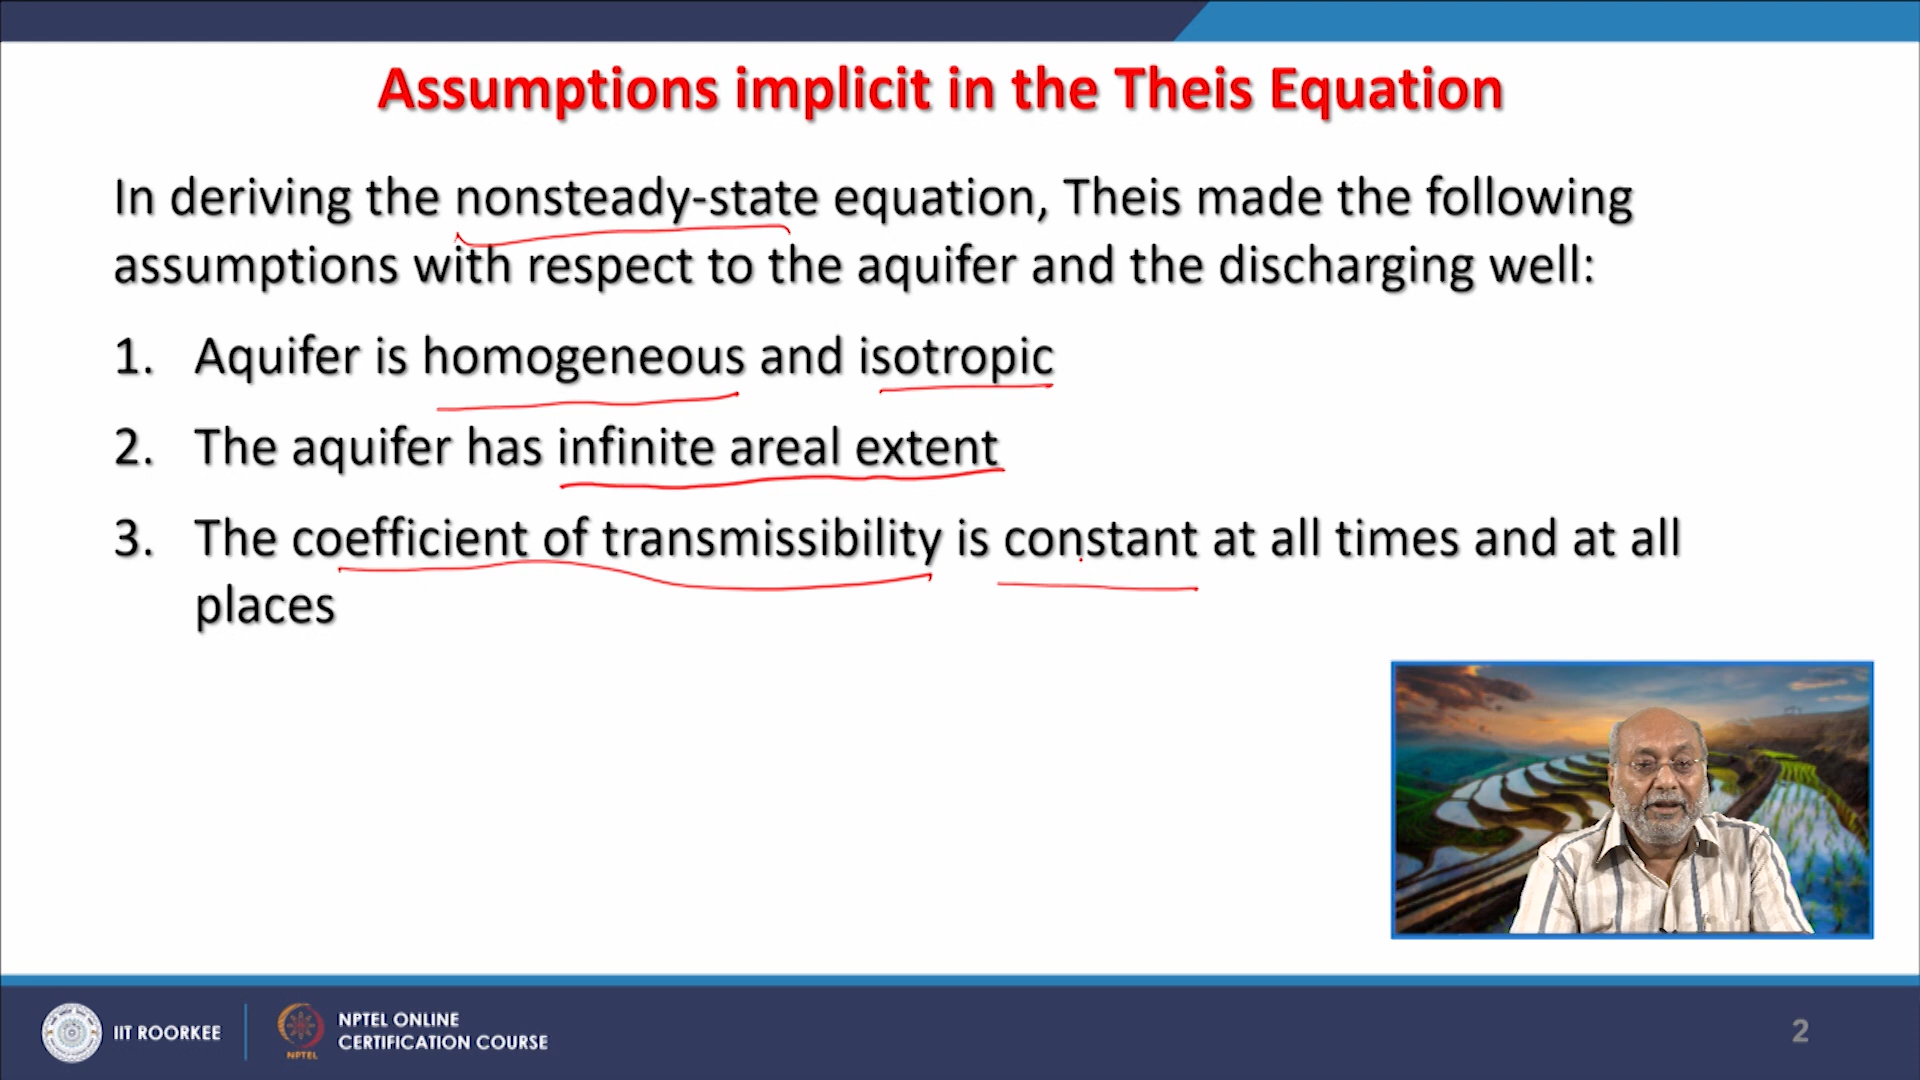 Assumptions implicit in the Theis Equation
In deriving the nonsteady-state equation, Theis made the following
assumptions with respect to the aquifer and the discharging well:
1. Aquifer is homogeneous and isotropic
2. The aquifer has infinite areal extent
3. The coefficient of transmissibility is constant at all times and at all
places
IIT ROORKEE
NPTEL
NPTEL ONLINE
CERTIFICATION COURSE
2